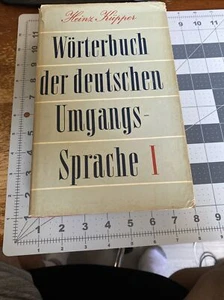 Heinz Küpper
Wörterbuch
der deutschen
Umgangs-
Sprache I